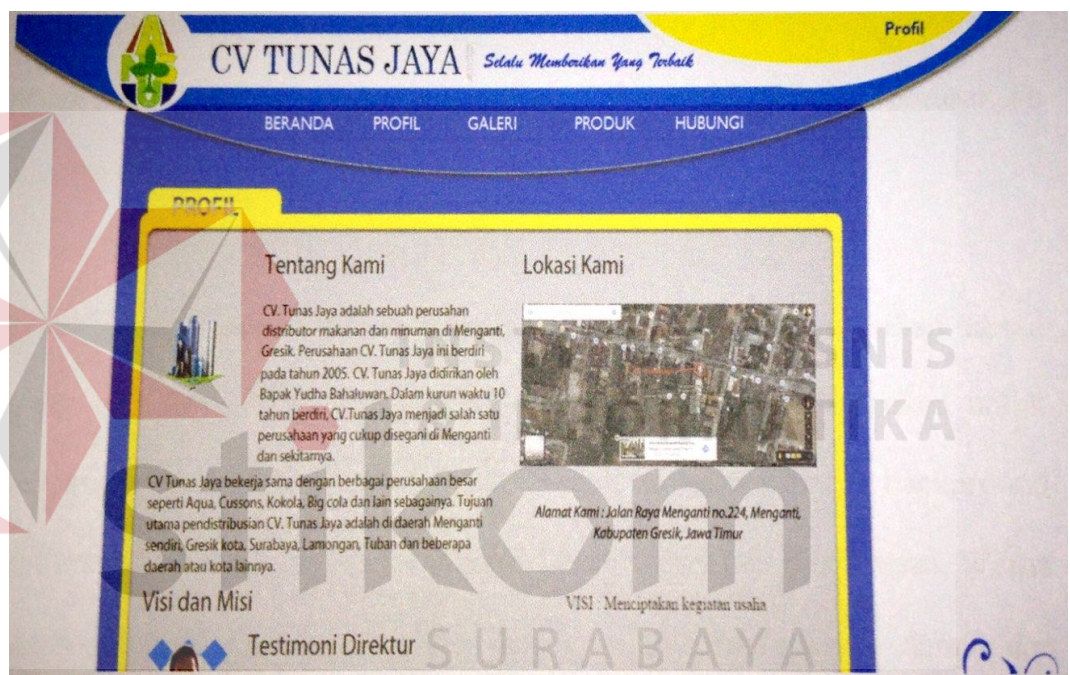 Profil
CV TUNAS JAYA
Selalu Memberikan Yang Terbaik
BERANDA PROFIL GALERI PRODUK HUBUNGI
PROFIL
Tentang Kami
CV. Tunas Jaya adalah sebuah perusahan
distributor makanan dan minuman di Menganti,
Gresik. Perusahaan CV. Tunas Jaya ini berdiri
pada tahun 2005. CV. Tunas Jaya didirikan oleh
Bapak Yudha Bahaluwan. Dalam kurun waktu 10
tahun berdiri, CV.Tunas Jaya menjadi salah satu
perusahaan yang cukup disegani di Menganti
dan sekitarnya.
CV Tunas Jaya bekerja sama dengan berbagai perusahaan besar
seperti Aqua, Cussons, Kokola, Big cola dan lain sebagainya. Tujuan
utama pendistribusian CV. Tunas Jaya adalah di daerah Menganti
sendiri, Gresik kota, Surabaya, Lamongan, Tuban dan beberapa
daerah atau kota lainnya.
Lokasi Kami
Alamat Kami : Jalan Raya Menganti no.224, Menganti,
Kabupaten Gresik, Jawa Timur
Visi dan Misi
VISI : Menciptakan kegiatan usaha
Testimoni Direktur
INSTITUT BISNIS
INFORMATIKA
stikom
SURABAYA